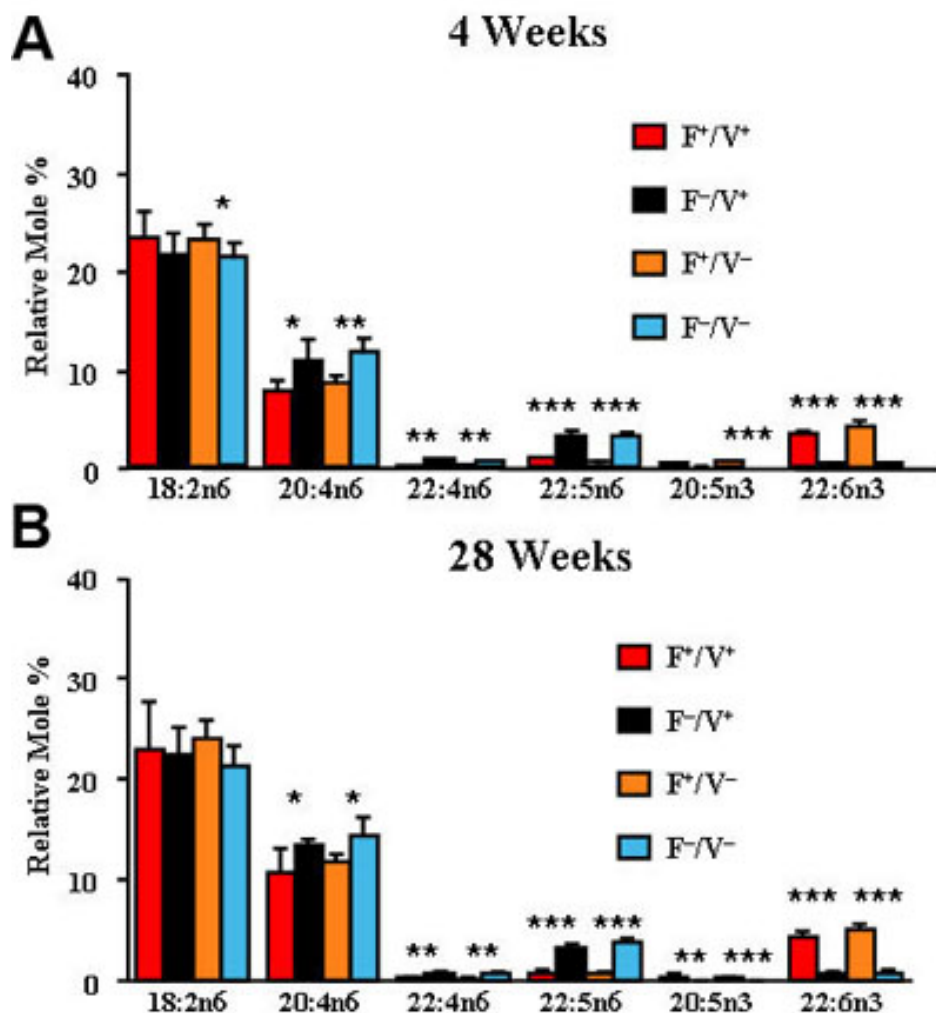 A
4 Weeks
Relative Mole %
40
30
20
10
0
*
* **
** **
*** ***
***
*** ***
F⁺/V⁺
F⁻/V⁺
F⁺/V⁻
F⁻/V⁻
18:2n6 20:4n6 22:4n6 22:5n6 20:5n3 22:6n3
B
28 Weeks
Relative Mole %
40
30
20
10
0
* *
** **
*** ***
** ***
*** ***
F⁺/V⁺
F⁻/V⁺
F⁺/V⁻
F⁻/V⁻
18:2n6 20:4n6 22:4n6 22:5n6 20:5n3 22:6n3